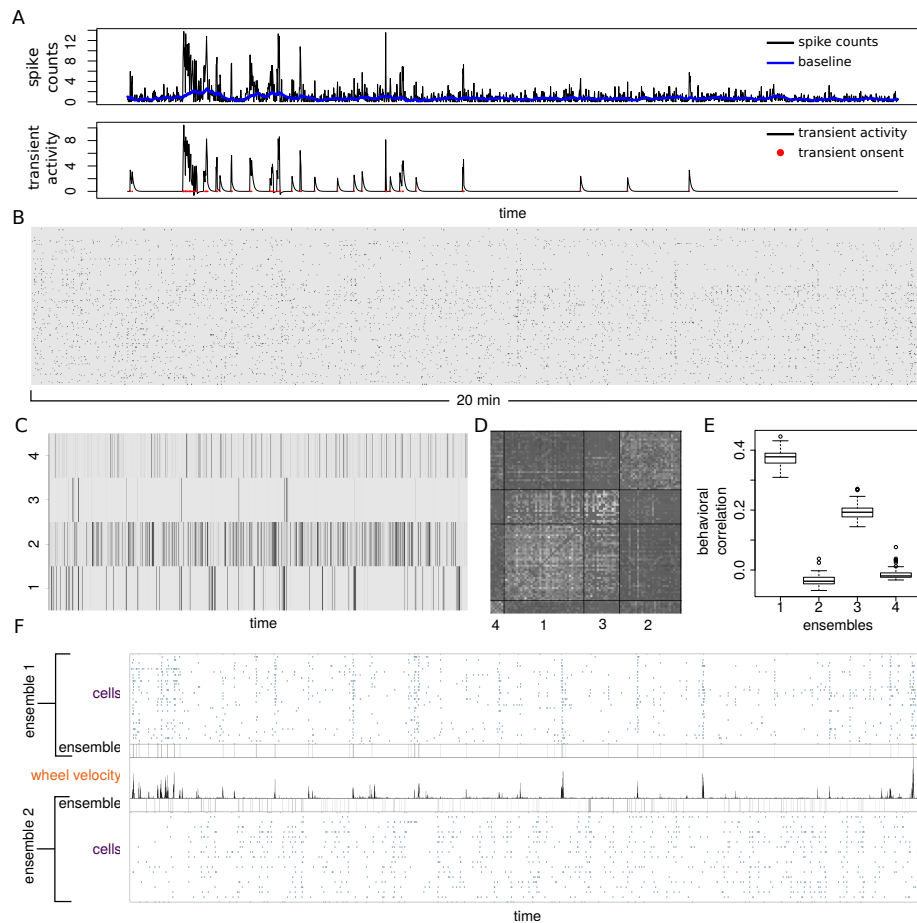 A
spike
counts
0 4 8 12
spike counts
baseline
transient
activity
0 4 8
transient activity
transient onsent
time
B
20 min
C
4
3
2
1
time
D
4 1 3 2
E
behavioral
correlation
0.0 0.2 0.4
1 2 3 4
ensembles
F
ensemble 1
cells
ensemble
wheel velocity
ensemble
ensemble 2
cells
time